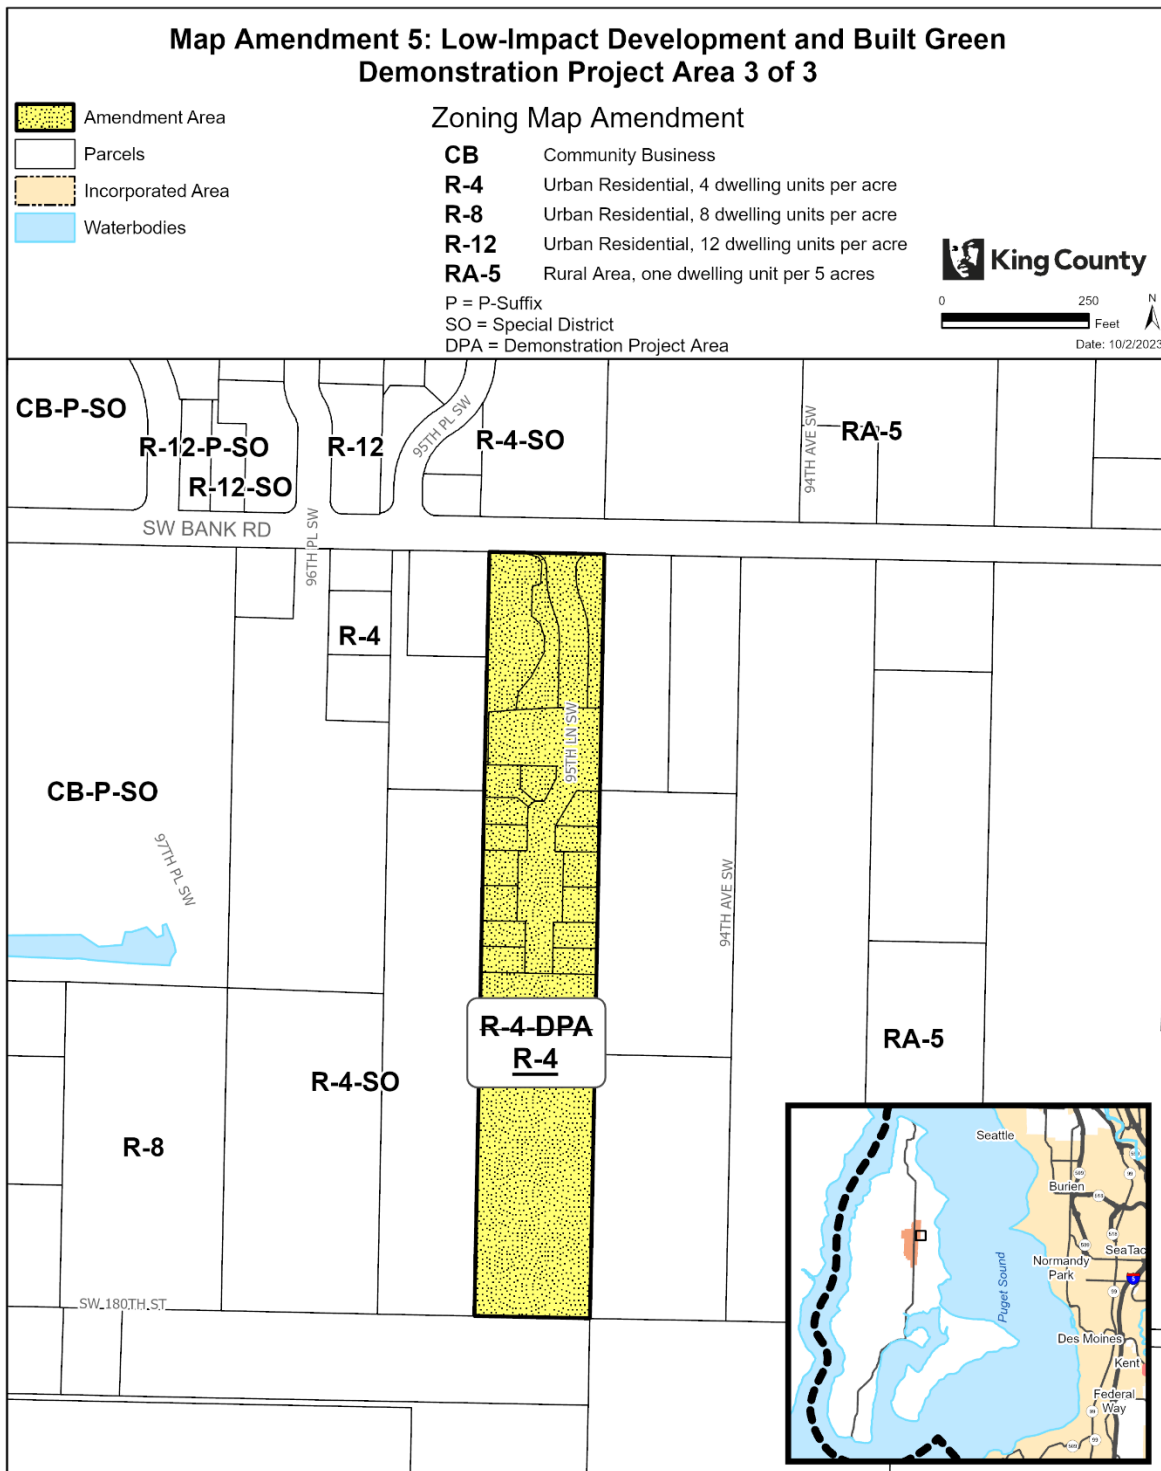 Map Amendment 5: Low-Impact Development and Built Green
Demonstration Project Area 3 of 3
Amendment Area
Parcels
Incorporated Area
Waterbodies
Zoning Map Amendment
CB Community Business
R-4 Urban Residential, 4 dwelling units per acre
R-8 Urban Residential, 8 dwelling units per acre
R-12 Urban Residential, 12 dwelling units per acre
RA-5 Rural Area, one dwelling unit per 5 acres
P = P-Suffix
SO = Special District
DPA = Demonstration Project Area
King County
0 250
Feet
N
Date: 10/2/2023
CB-P-SO
R-12-P-SO
R-12-SO
R-12
95TH PL SW
R-4-SO
94TH AVE SW
RA-5
SW BANK RD
96TH PL SW
R-4
95TH LN SW
CB-P-SO
97TH PL SW
94TH AVE SW
R-4-DPA
R-4
RA-5
R-4-SO
R-8
SW 180TH ST
Seattle
Burien
Normandy
Park
SeaTac
Puget Sound
Des Moines
Kent
Federal
Way
509
99
518
99
509
99